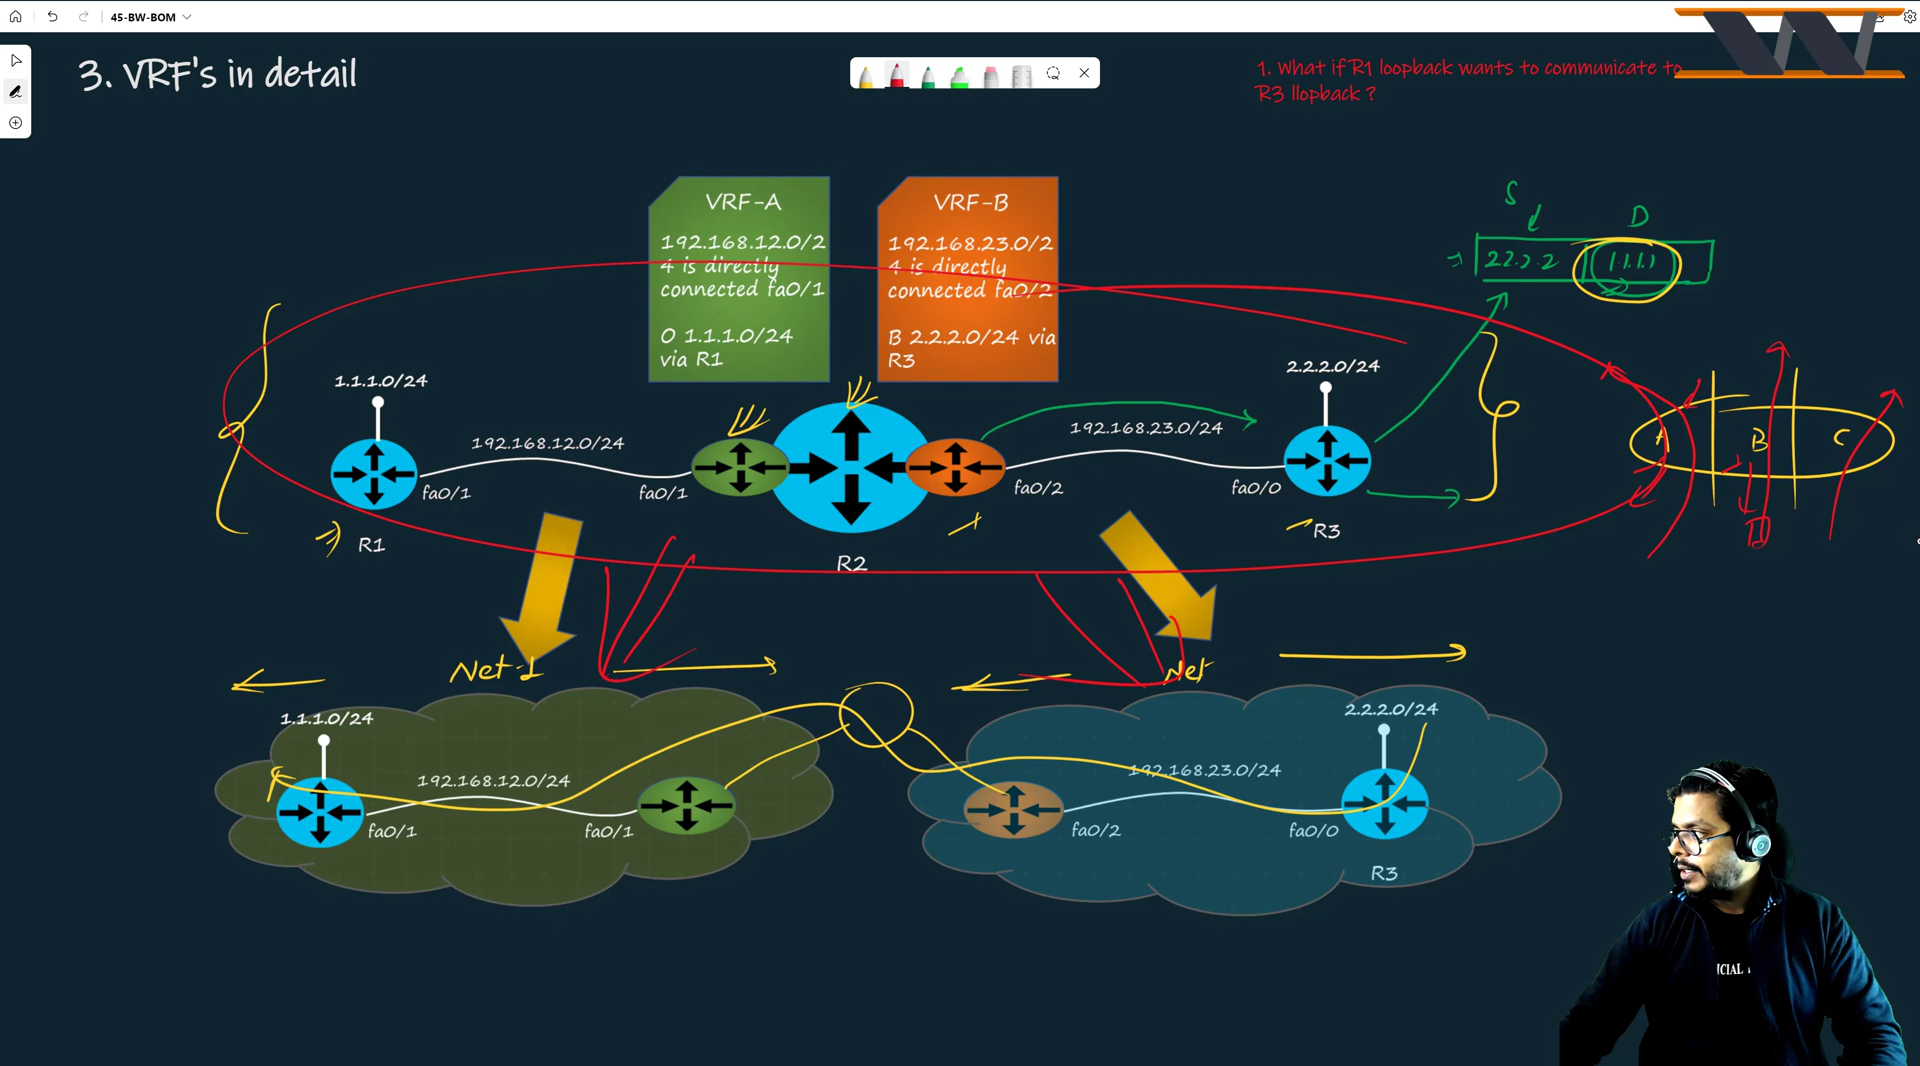 45-BW-BOM
3. VRF's in detail
1. What if R1 loopback wants to communicate to
R3 llopback ?
VRF-A
192.168.12.0/2
4 is directly
connected fa0/1
O 1.1.1.0/24
via R1
VRF-B
192.168.23.0/2
4 is directly
connected fa0/2
B 2.2.2.0/24 via
R3
S
D
22.2.2
1.1.1.1
1.1.1.0/24
192.168.12.0/24
fa0/1
fa0/1
R1
R2
192.168.23.0/24
2.2.2.0/24
fa0/2
fa0/0
R3
A
B
C
Net-1
Net
1.1.1.0/24
192.168.12.0/24
fa0/1
fa0/1
2.2.2.0/24
192.168.23.0/24
fa0/2
fa0/0
R3